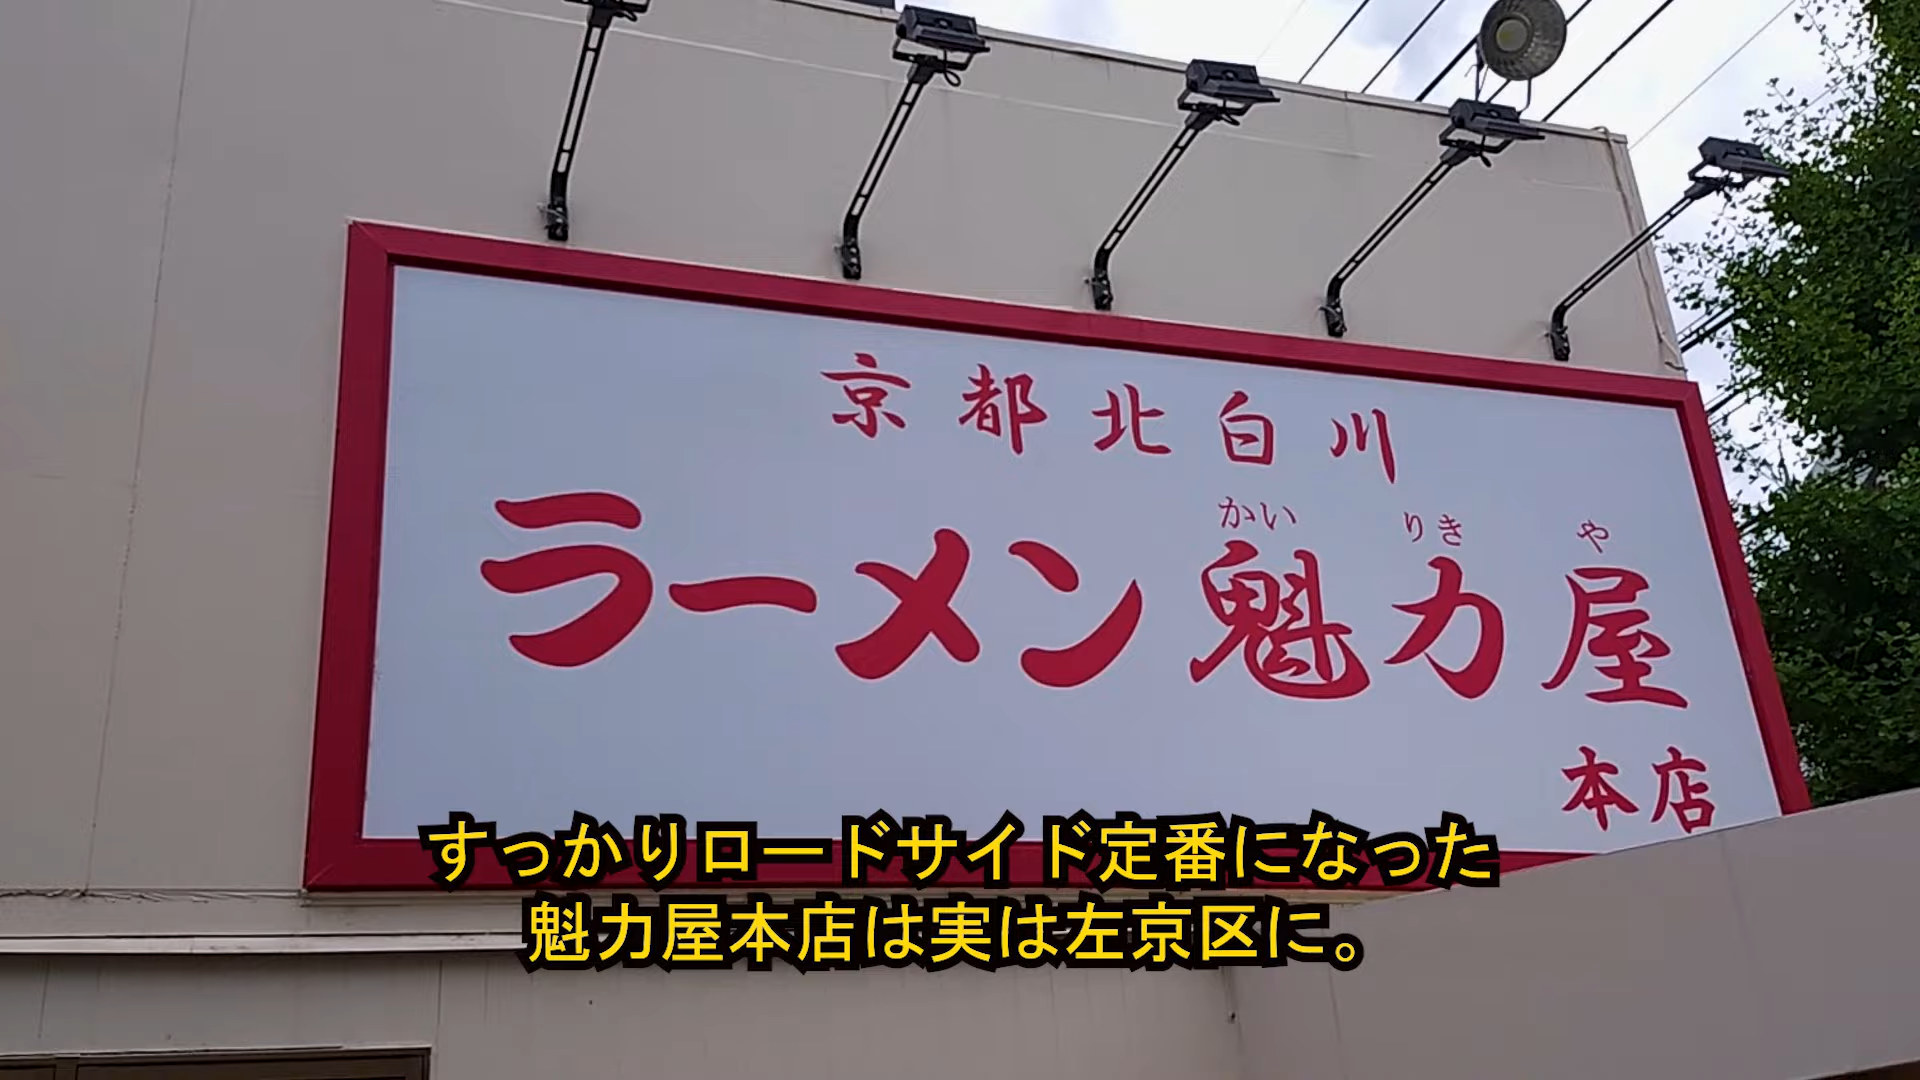 京都北白川
かいりきや
ラーメン魁力屋
本店
すっかりロードサイド定番になった
魁力屋本店は実は左京区に。